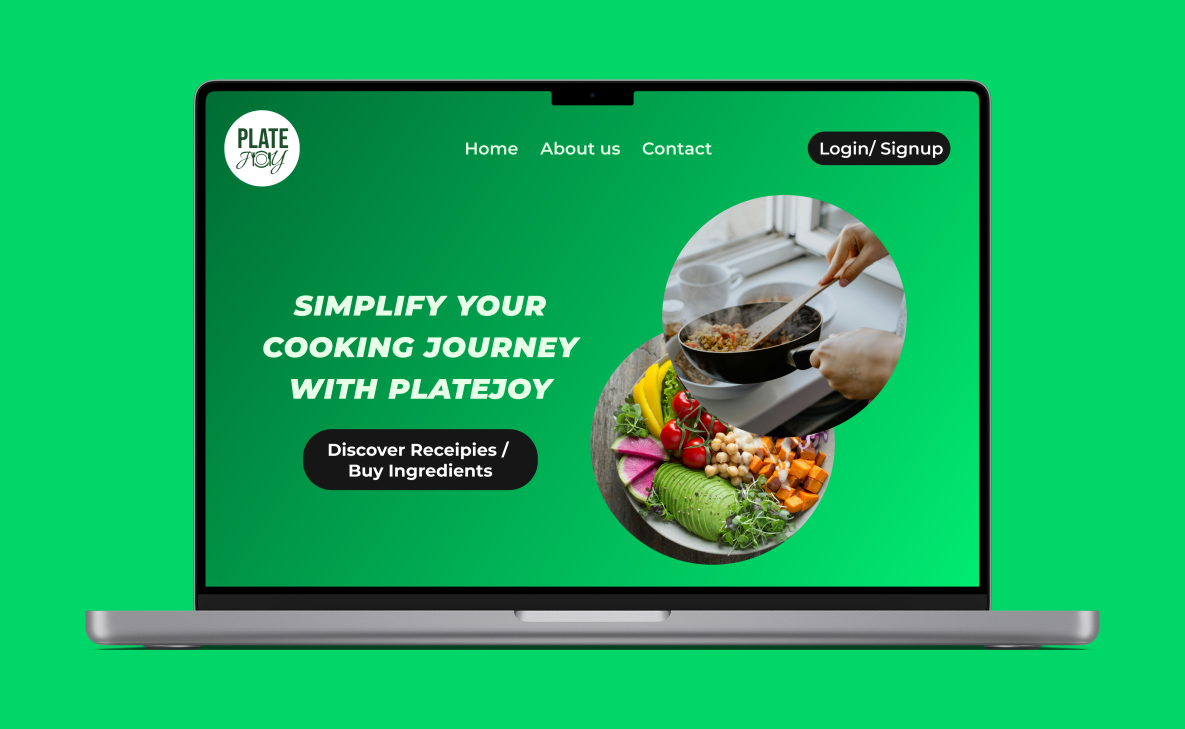 PLATE
JOY
Home About us Contact
Login/ Signup
SIMPLIFY YOUR
COOKING JOURNEY
WITH PLATEJOY
Discover Receipies /
Buy Ingredients